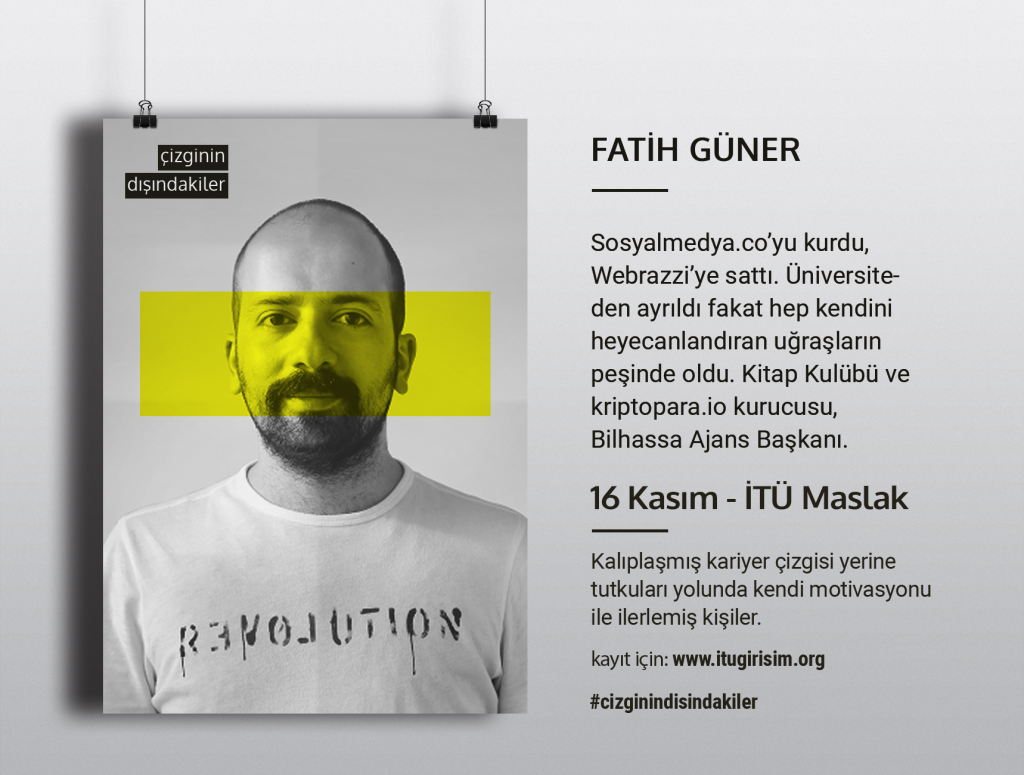 çizginin
dışındakiler
FATİH GÜNER
Sosyalmedya.co’yu kurdu,
Webrazzi’ye sattı. Üniversite-
den ayrıldı fakat hep kendini
heyecanlandıran uğraşların
peşinde oldu. Kitap Kulübü ve
kriptopara.io kurucusu,
Bilhassa Ajans Başkanı.
16 Kasım - İTÜ Maslak
Kalıplaşmış kariyer çizgisi yerine
tutkuları yolunda kendi motivasyonu
ile ilerlemiş kişiler.
kayıt için: www.itugirisim.org
#cizginindisindakiler
REVOLUTION